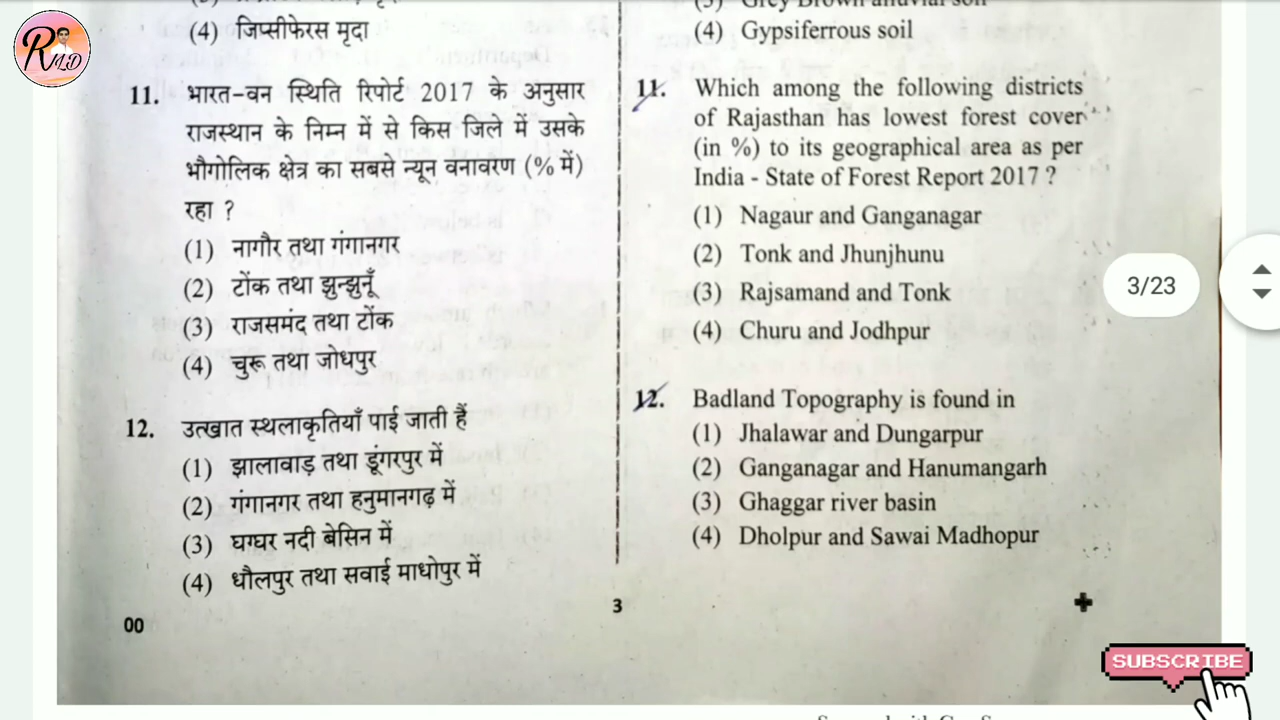 (4) जिप्सीफेरस मृदा
11. भारत-वन स्थिति रिपोर्ट 2017 के अनुसार
राजस्थान के निम्न में से किस जिले में उसके
भौगोलिक क्षेत्र का सबसे न्यून वनावरण (% में)
रहा ?
(1) नागौर तथा गंगानगर
(2) टोंक तथा झुन्झुनूँ
(3) राजसमंद तथा टोंक
(4) चुरू तथा जोधपुर
12. उत्खात स्थलाकृतियाँ पाई जाती हैं
(1) झालावाड़ तथा डूंगरपुर में
(2) गंगानगर तथा हनुमानगढ़ में
(3) घग्घर नदी बेसिन में
(4) धौलपुर तथा सवाई माधोपुर में
00
(3) Grey Brown alluvial soil
(4) Gypsiferrous soil
11. Which among the following districts
of Rajasthan has lowest forest cover
(in %) to its geographical area as per
India - State of Forest Report 2017 ?
(1) Nagaur and Ganganagar
(2) Tonk and Jhunjhunu
(3) Rajsamand and Tonk
(4) Churu and Jodhpur
12. Badland Topography is found in
(1) Jhalawar and Dungarpur
(2) Ganganagar and Hanumangarh
(3) Ghaggar river basin
(4) Dholpur and Sawai Madhopur
3
3/23
SUBSCRIBE